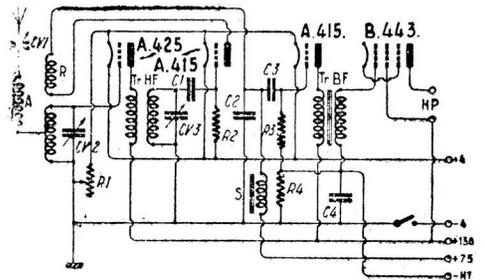 A.425
A.415
A.415.
B.443.
CV1
R
A
C1
Tr HF
CV3
R2
C2
C3
R3
Tr BF
HP
CV2
R1
S
R4
C4
+4
-4
+130
+75
-HT